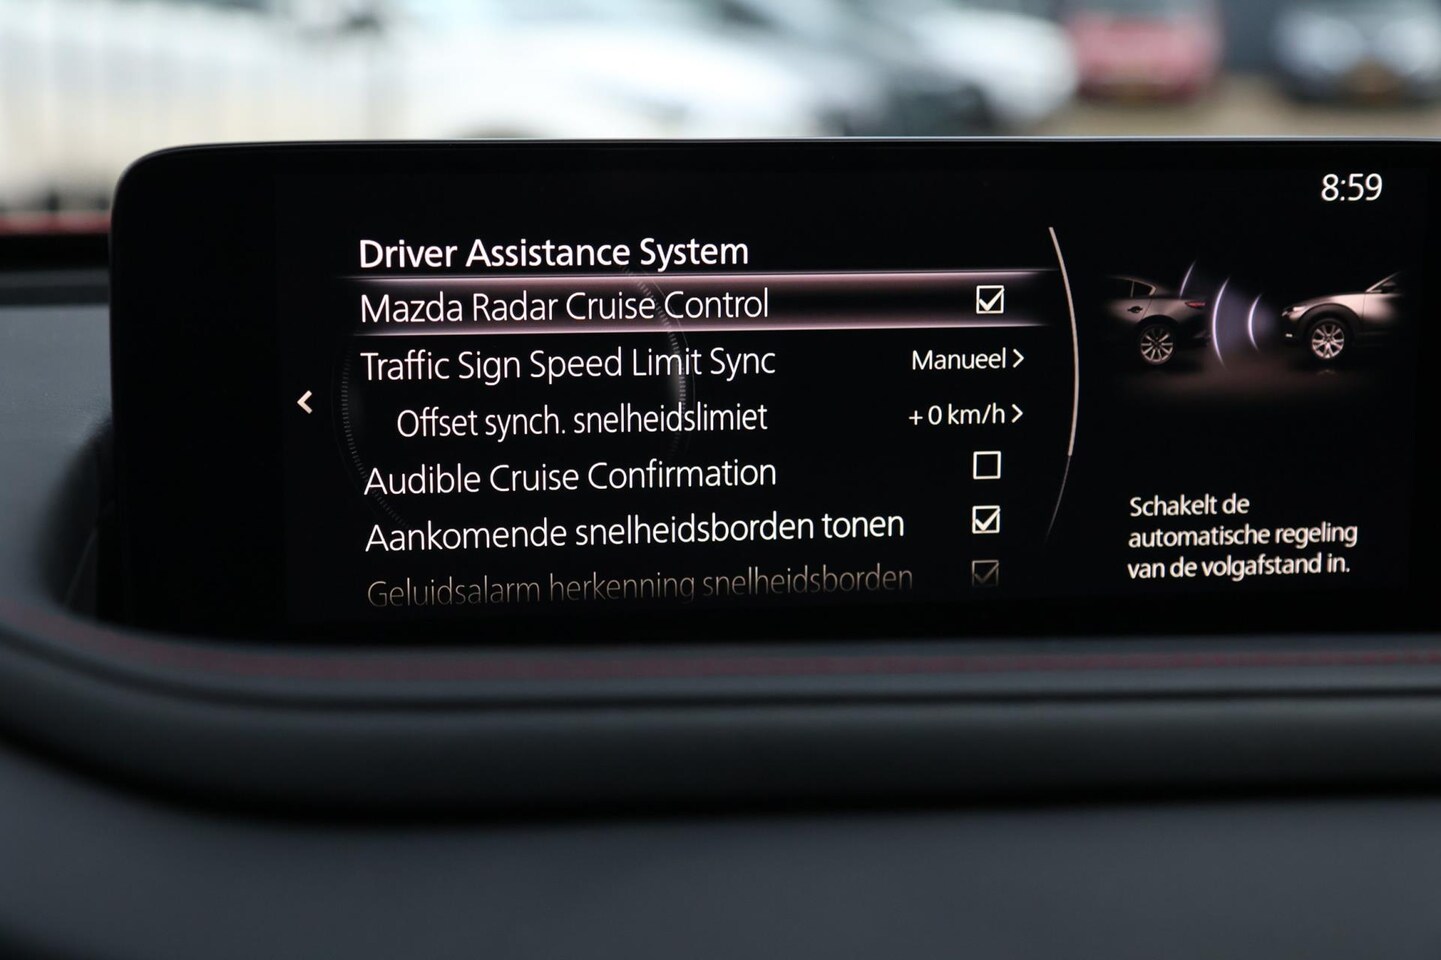 8:59
Driver Assistance System
Mazda Radar Cruise Control
Traffic Sign Speed Limit Sync Manueel >
Offset synch. snelheidslimiet + 0 km/h >
Audible Cruise Confirmation
Aankomende snelheidsborden tonen
Geluidsalarm herkenning snelheidsborden
Schakelt de
automatische regeling
van de volgafstand in.